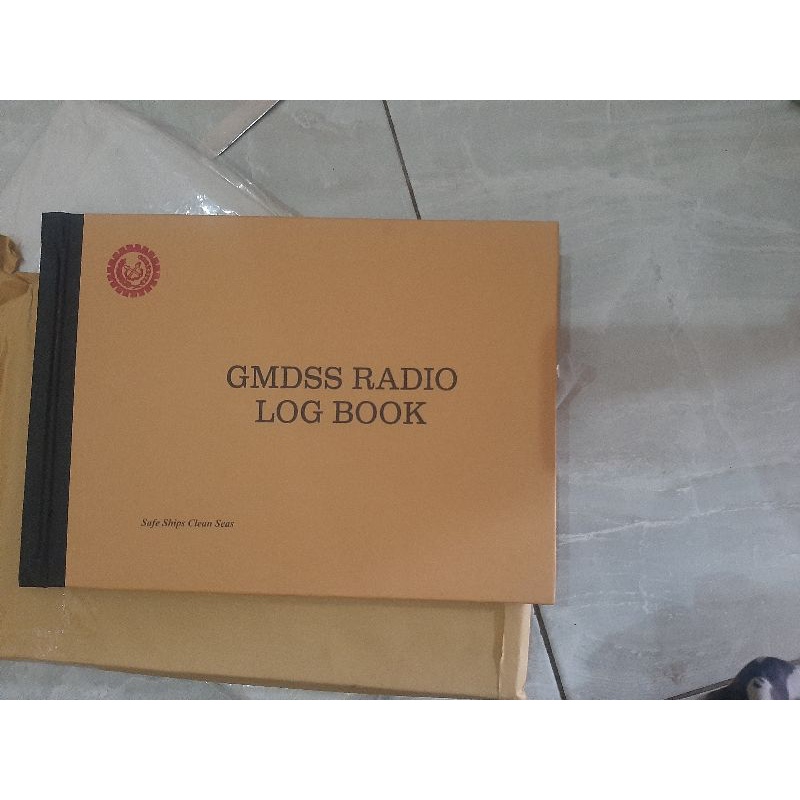 GMDSS RADIO
LOG BOOK
Safe Ships Clean Seas